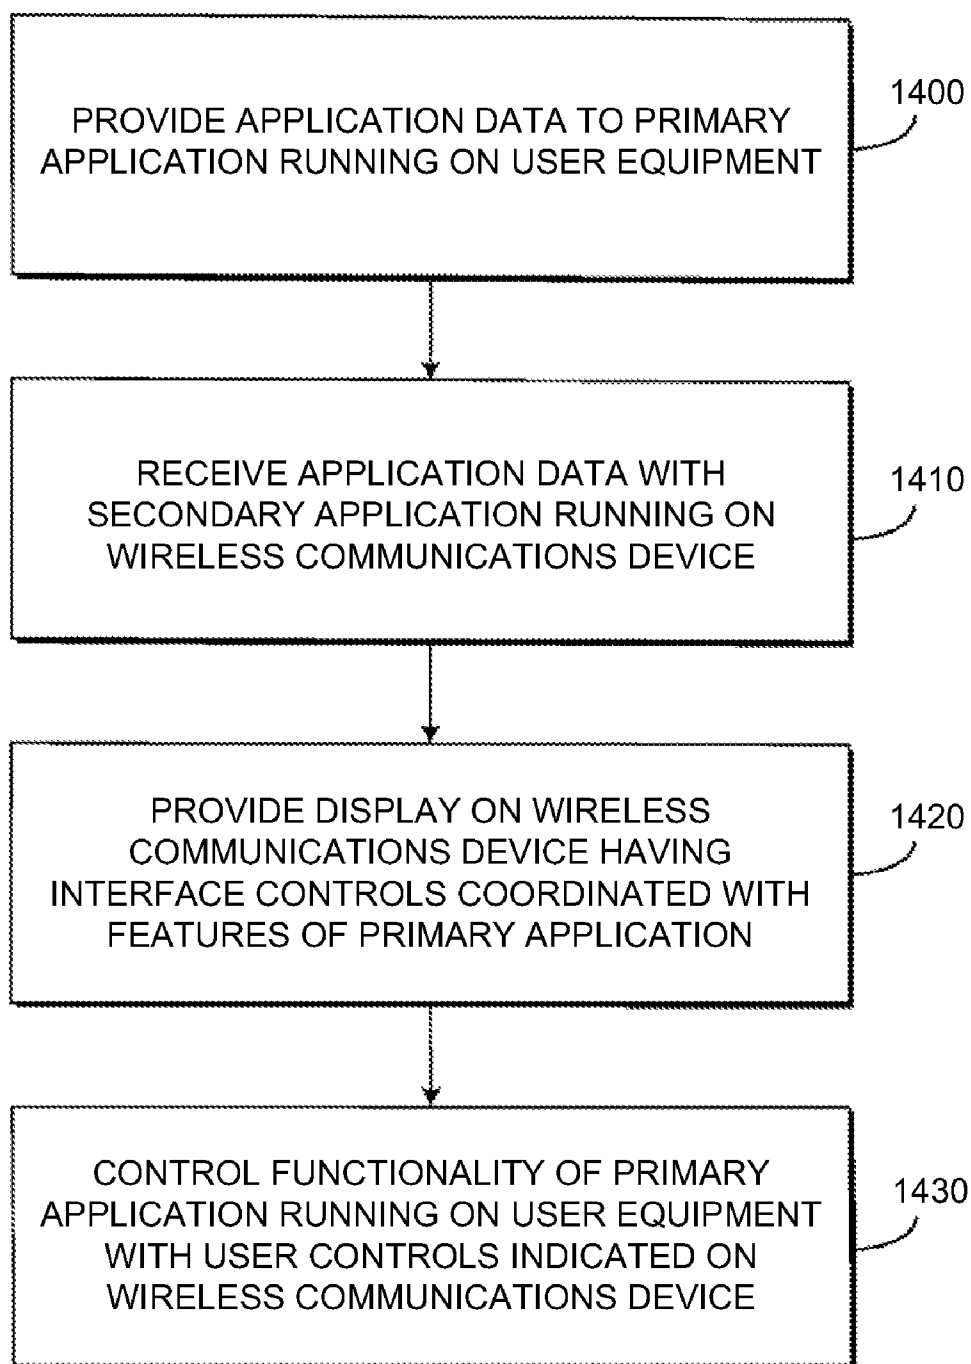 PROVIDE APPLICATION DATA TO PRIMARY
APPLICATION RUNNING ON USER EQUIPMENT
1400
RECEIVE APPLICATION DATA WITH
SECONDARY APPLICATION RUNNING ON
WIRELESS COMMUNICATIONS DEVICE
1410
PROVIDE DISPLAY ON WIRELESS
COMMUNICATIONS DEVICE HAVING
INTERFACE CONTROLS COORDINATED WITH
FEATURES OF PRIMARY APPLICATION
1420
CONTROL FUNCTIONALITY OF PRIMARY
APPLICATION RUNNING ON USER EQUIPMENT
WITH USER CONTROLS INDICATED ON
WIRELESS COMMUNICATIONS DEVICE
1430